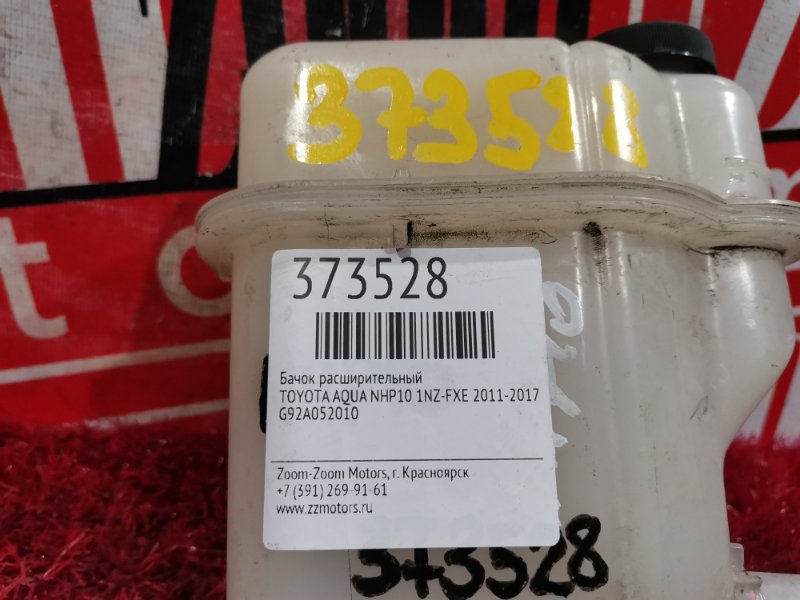 373528
373528
Бачок расширительный
TOYOTA AQUA NHP10 1NZ-FXE 2011-2017
G92A052010
Zoom-Zoom Motors, г. Красноярск
+7 (391) 269-91-61
www.zzmotors.ru
373528